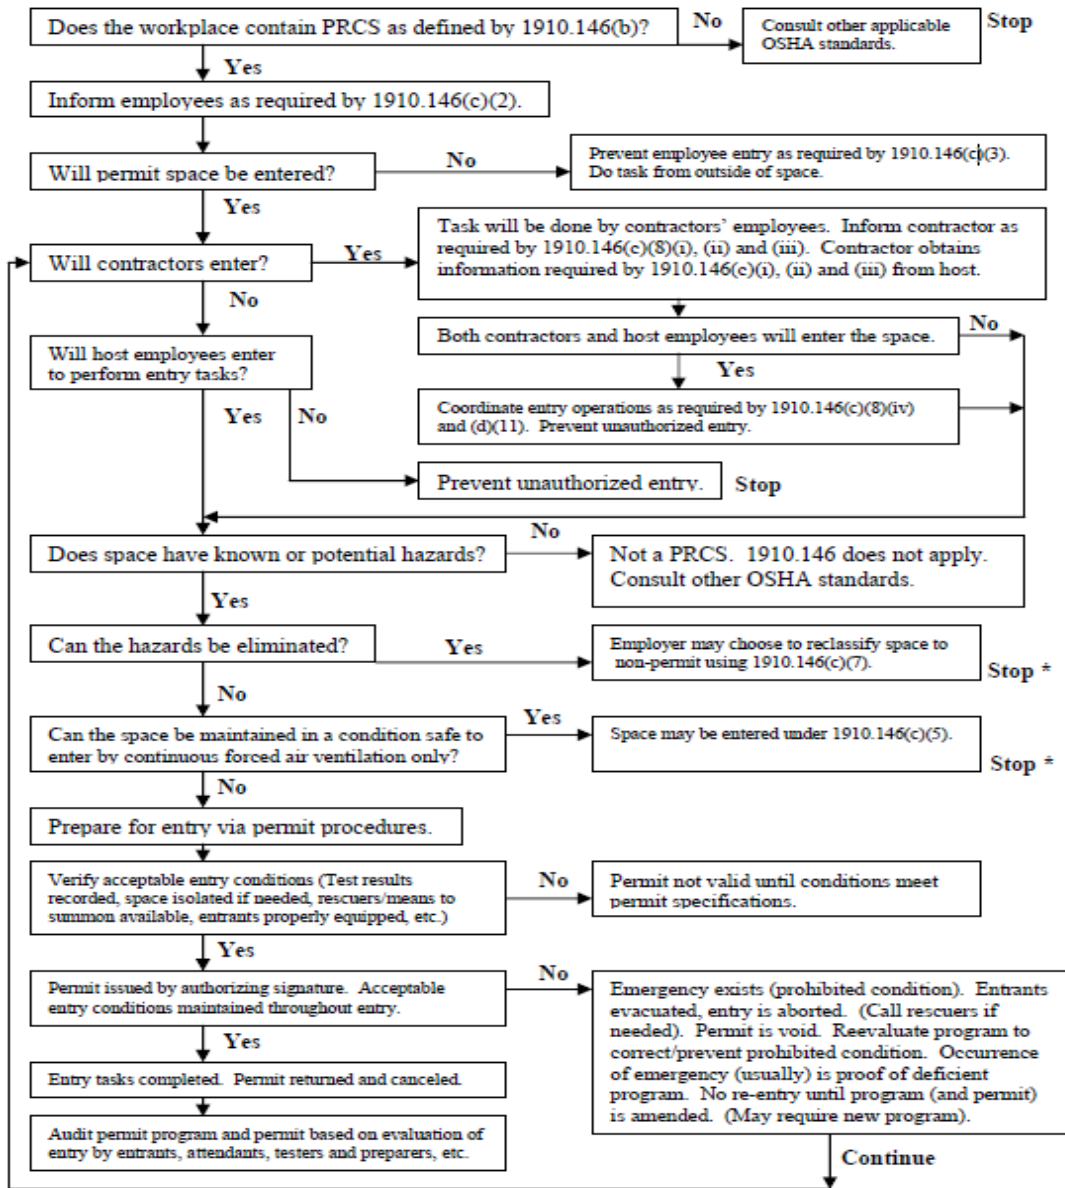 Does the workplace contain PRCS as defined by 1910.146(b)?
No
Consult other applicable
OSHA standards.
Stop
Yes
Inform employees as required by 1910.146(c)(2).
Will permit space be entered?
No
Prevent employee entry as required by 1910.146(c)(3).
Do task from outside of space.
Yes
Will contractors enter?
Yes
Task will be done by contractors' employees. Inform contractor as
required by 1910.146(c)(8)(i), (ii) and (iii). Contractor obtains
information required by 1910.146(c)(i), (ii) and (iii) from host.
No
Both contractors and host employees will enter the space.
No
Will host employees enter
to perform entry tasks?
Yes
Yes
No
Coordinate entry operations as required by 1910.146(c)(8)(iv)
and (d)(11). Prevent unauthorized entry.
Prevent unauthorized entry.
Stop
Does space have known or potential hazards?
No
Not a PRCS. 1910.146 does not apply.
Consult other OSHA standards.
Yes
Can the hazards be eliminated?
Yes
Employer may choose to reclassify space to
non-permit using 1910.146(c)(7).
Stop *
No
Can the space be maintained in a condition safe to
enter by continuous forced air ventilation only?
Yes
Space may be entered under 1910.146(c)(5).
Stop *
No
Prepare for entry via permit procedures.
Verify acceptable entry conditions (Test results
recorded, space isolated if needed, rescuers/means to
summon available, entrants properly equipped, etc.)
No
Permit not valid until conditions meet
permit specifications.
Yes
Permit issued by authorizing signature. Acceptable
entry conditions maintained throughout entry.
No
Emergency exists (prohibited condition). Entrants
evacuated, entry is aborted. (Call rescuers if
needed). Permit is void. Reevaluate program to
correct/prevent prohibited condition. Occurrence
of emergency (usually) is proof of deficient
program. No re-entry until program (and permit)
is amended. (May require new program).
Yes
Entry tasks completed. Permit returned and canceled.
Audit permit program and permit based on evaluation of
entry by entrants, attendants, testers and preparers, etc.
Continue